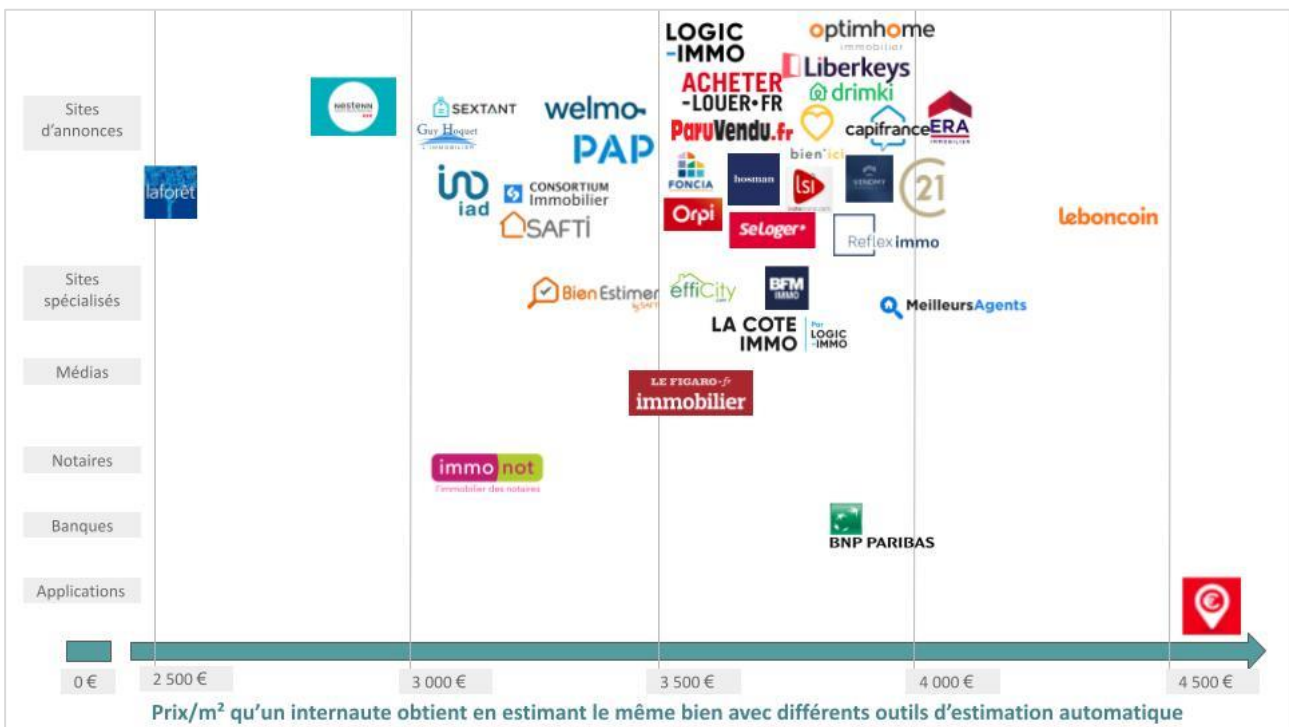 LOGIC
-IMMO
optimhome
immobilier
Liberkeys
Sites
d'annonces
nestenn
SEXTANT
Guy Hoquet
L'IMMOBILIER
welmo
PAP
ACHETER
-LOUER•FR
drimki
ParuVendu.fr
bien'ici
capifrance
ERA
IMMOBILIER
laforêt
iad
CONSORTIUM
Immobilier
SAFTI
FONCIA
hosman
lsi
21
Orpi
SeLoger+
Reflex immo
leboncoin
Sites
spécialisés
Bien Estimer
by SAFTI
effiCity
.com
BFM
IMMO
MeilleursAgents
LA COTE
IMMO
Par
LOGIC
-IMMO
Médias
LE FIGARO·fr
immobilier
Notaires
immo not
l'immobilier des notaires
Banques
BNP PARIBAS
Applications
€
0 €
2 500 €
3 000 €
3 500 €
4 000 €
4 500 €
Prix/m² qu'un internaute obtient en estimant le même bien avec différents outils d'estimation automatique